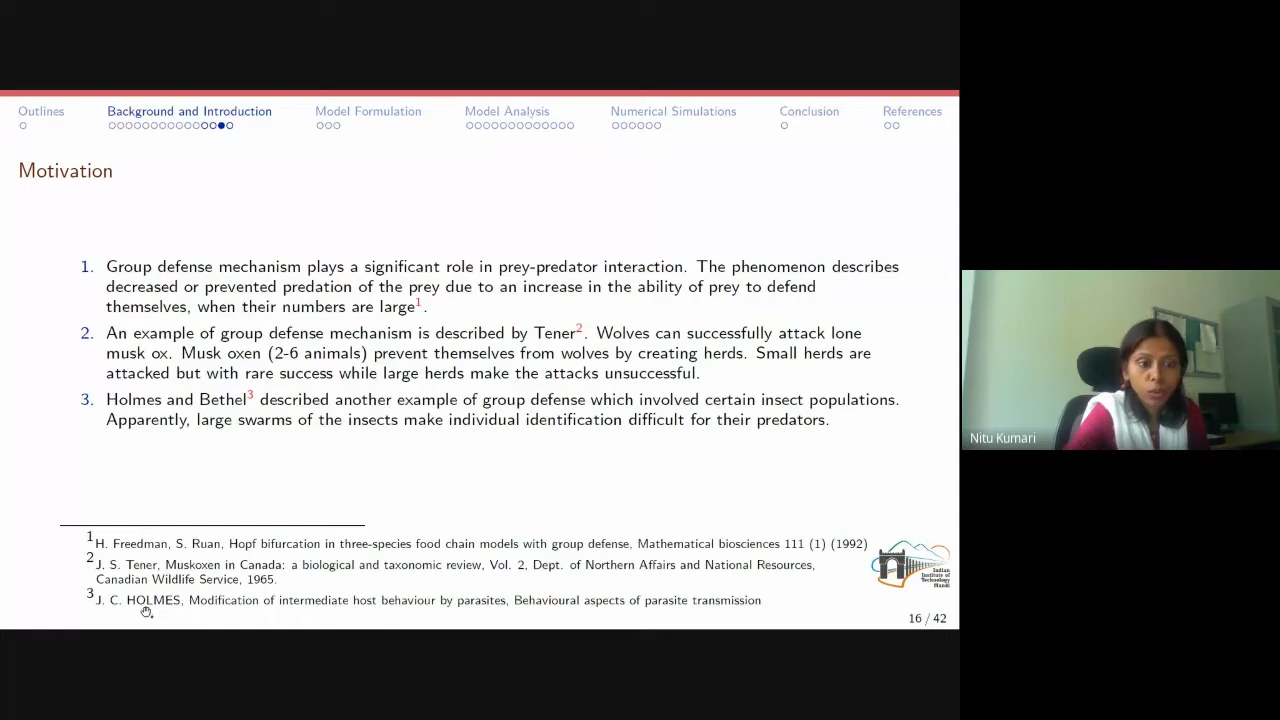 Outlines Background and Introduction Model Formulation Model Analysis Numerical Simulations Conclusion References
Motivation
1. Group defense mechanism plays a significant role in prey-predator interaction. The phenomenon describes
decreased or prevented predation of the prey due to an increase in the ability of prey to defend
themselves, when their numbers are large1.
2. An example of group defense mechanism is described by Tener2. Wolves can successfully attack lone
musk ox. Musk oxen (2-6 animals) prevent themselves from wolves by creating herds. Small herds are
attacked but with rare success while large herds make the attacks unsuccessful.
3. Holmes and Bethel3 described another example of group defense which involved certain insect populations.
Apparently, large swarms of the insects make individual identification difficult for their predators.
Nitu Kumari
1H. Freedman, S. Ruan, Hopf bifurcation in three-species food chain models with group defense, Mathematical biosciences 111 (1) (1992)
2J. S. Tener, Muskoxen in Canada: a biological and taxonomic review, Vol. 2, Dept. of Northern Affairs and National Resources,
Canadian Wildlife Service, 1965.
3J. C. HOLMES, Modification of intermediate host behaviour by parasites, Behavioural aspects of parasite transmission
Indian
Institute of
Technology
Mandi
16 / 42